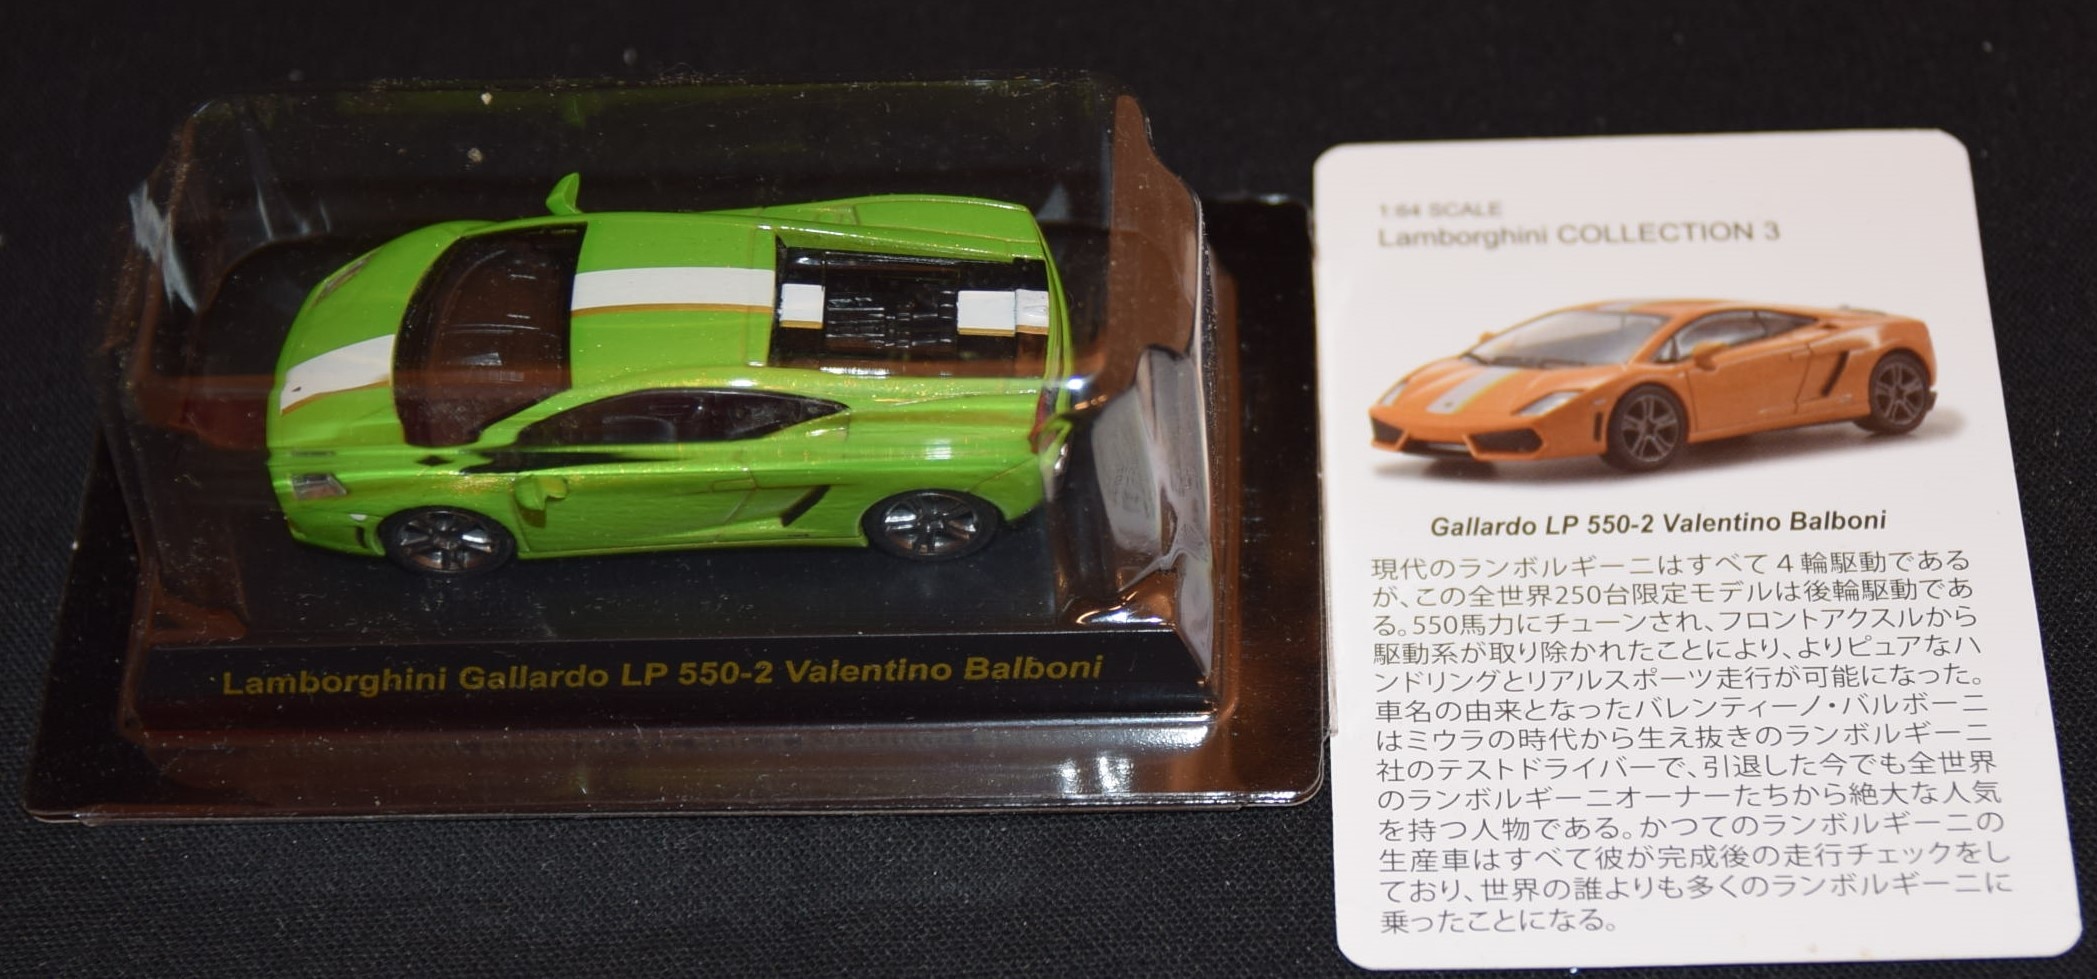 Lamborghini Gallardo LP 550-2 Valentino Balboni
1:64 SCALE
Lamborghini COLLECTION 3
Gallardo LP 550-2 Valentino Balboni
現代のランボルギーニはすべて4輪駆動である
が、この全世界250台限定モデルは後輪駆動であ
る。550馬力にチューンされ、フロントアクスルから
駆動系が取り除かれたことにより、よりピュアなハ
ンドリングとリアルスポーツ走行が可能になった。
車名の由来となったバレンティーノ・バルボーニ
はミウラの時代から生え抜きのランボルギーニ
社のテストドライバーで、引退した今でも全世界
のランボルギーニオーナーたちから絶大な人気
を持つ人物である。かつてのランボルギーニの
生産車はすべて彼が完成後の走行チェックをし
ており、世界の誰よりも多くのランボルギーニに
乗ったことになる。